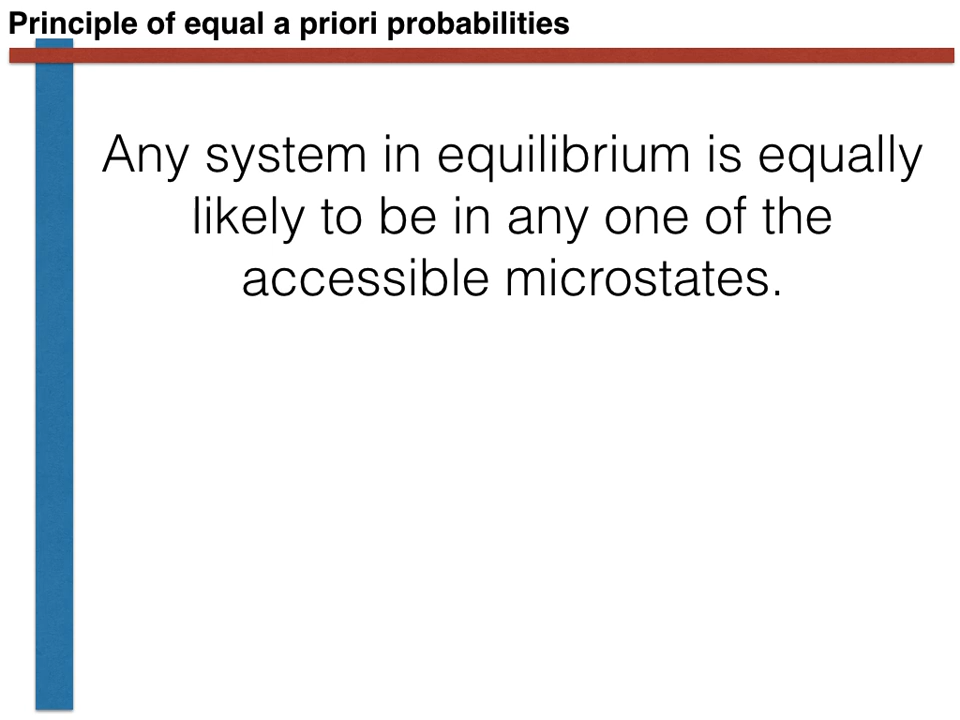 Principle of equal a priori probabilities
Any system in equilibrium is equally
likely to be in any one of the
accessible microstates.